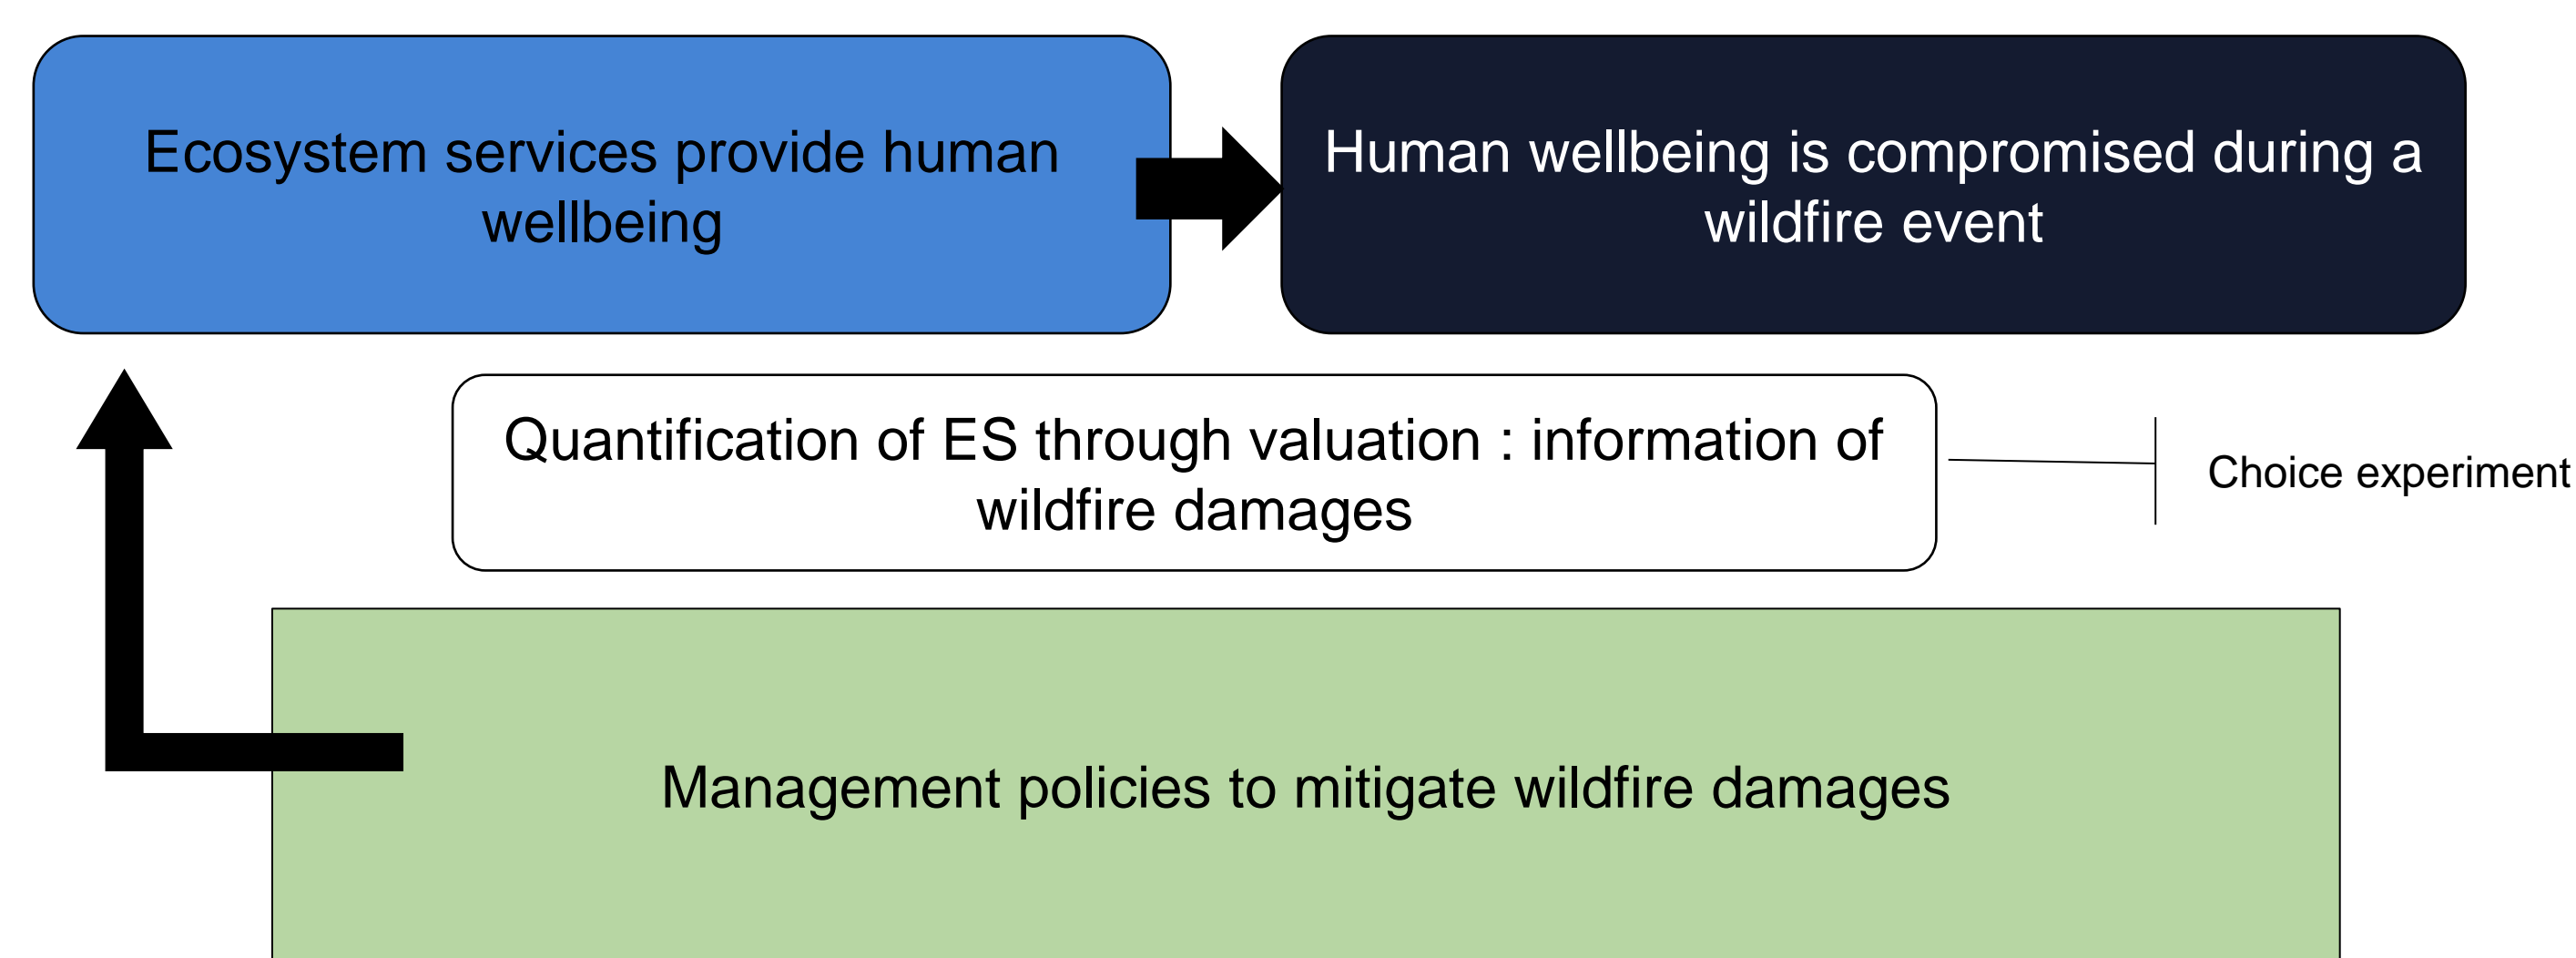 Ecosystem services provide human
wellbeing
Human wellbeing is compromised during a
wildfire event
Quantification of ES through valuation : information of
wildfire damages
Choice experiment
Management policies to mitigate wildfire damages